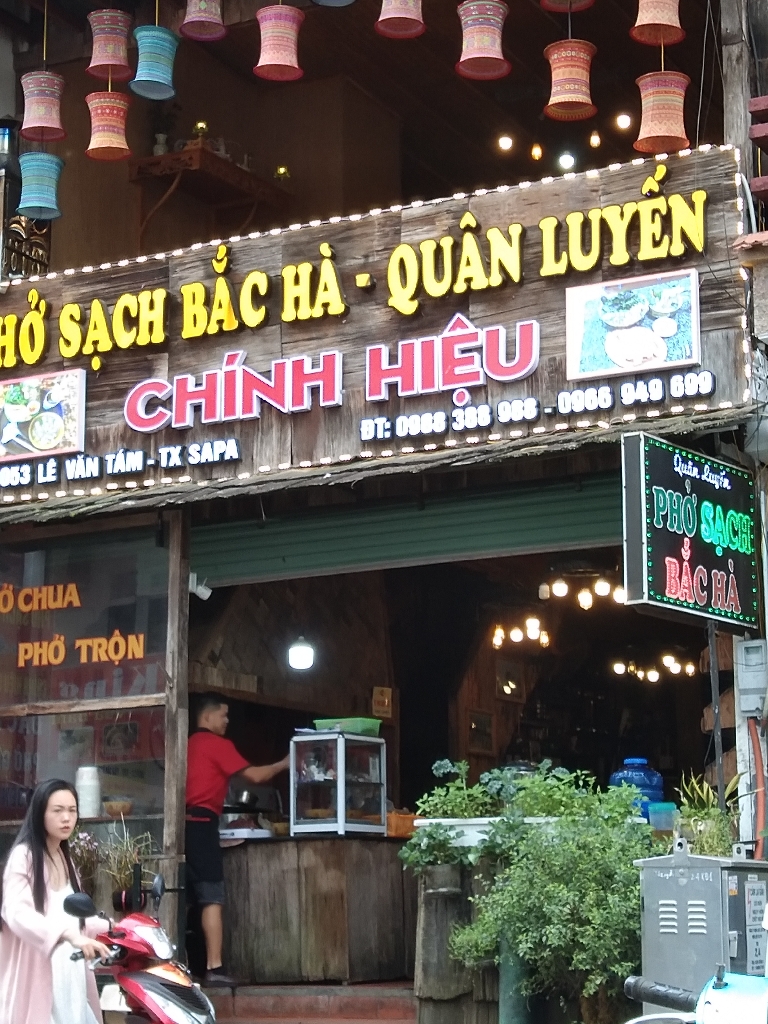 HỞ SẠCH BẮC HÀ - QUÂN LUYẾN
CHÍNH HIỆU
ĐT: 0968 386 968 - 0966 949 699
053 LÊ VĂN TÁM - TX SAPA
Quân Luyến
PHỞ SẠCH
BẮC HÀ
Ở CHUA
PHỞ TRỘN